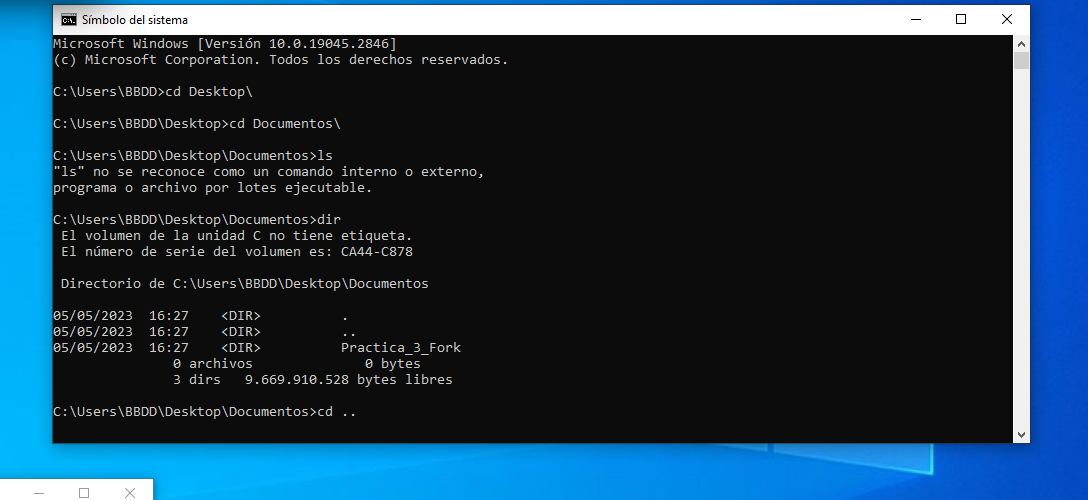 Símbolo del sistema
Microsoft Windows [Versión 10.0.19045.2846]
(c) Microsoft Corporation. Todos los derechos reservados.
C:\Users\BBDD>cd Desktop\
C:\Users\BBDD\Desktop>cd Documentos\
C:\Users\BBDD\Desktop\Documentos>ls
"ls" no se reconoce como un comando interno o externo,
programa o archivo por lotes ejecutable.
C:\Users\BBDD\Desktop\Documentos>dir
El volumen de la unidad C no tiene etiqueta.
El número de serie del volumen es: CA44-C878
Directorio de C:\Users\BBDD\Desktop\Documentos
05/05/2023  16:27    <DIR>          .
05/05/2023  16:27    <DIR>          ..
05/05/2023  16:27    <DIR>          Practica_3_Fork
0 archivos              0 bytes
3 dirs   9.669.910.528 bytes libres
C:\Users\BBDD\Desktop\Documentos>cd ..